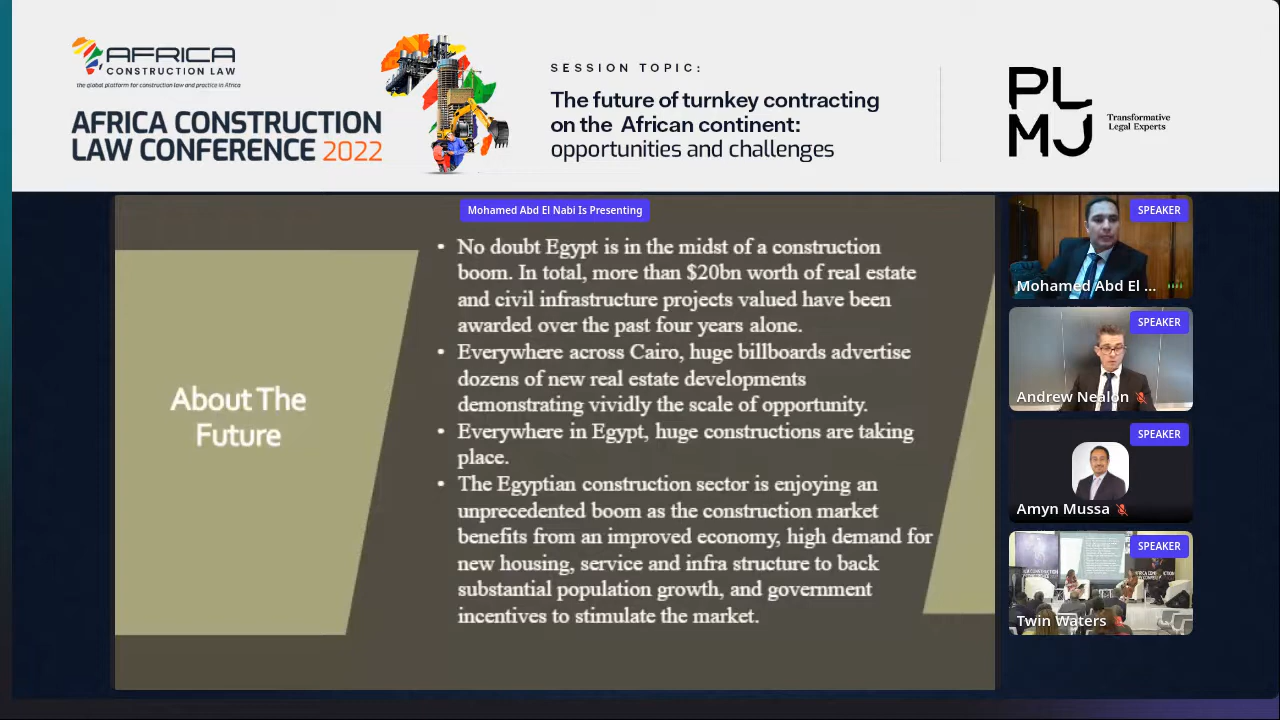 AFRICA
CONSTRUCTION LAW
the global platform for construction law and practice in Africa
AFRICA CONSTRUCTION
LAW CONFERENCE 2022
SESSION TOPIC:
The future of turnkey contracting
on the African continent:
opportunities and challenges
PL
MJ
Transformative
Legal Experts
Mohamed Abd El Nabi Is Presenting
About The
Future
• No doubt Egypt is in the midst of a construction
boom. In total, more than $20bn worth of real estate
and civil infrastructure projects valued have been
awarded over the past four years alone.
• Everywhere across Cairo, huge billboards advertise
dozens of new real estate developments
demonstrating vividly the scale of opportunity.
• Everywhere in Egypt, huge constructions are taking
place.
• The Egyptian construction sector is enjoying an
unprecedented boom as the construction market
benefits from an improved economy, high demand for
new housing, service and infra structure to back
substantial population growth, and government
incentives to stimulate the market.
SPEAKER
Mohamed Abd El ...
SPEAKER
Andrew Nealon
SPEAKER
Amyn Mussa
SPEAKER
Twin Waters